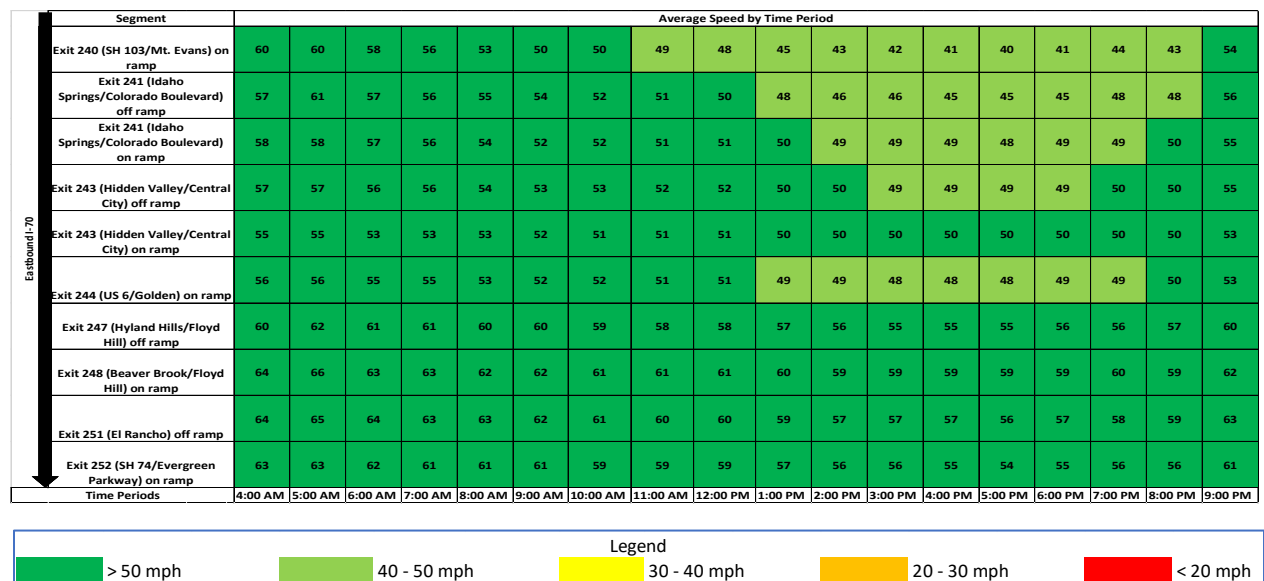 Segment Average Speed by Time Period
Eastbound I-70
Exit 240 (SH 103/Mt. Evans) on
ramp
60 60 58 56 53 50 50 49 48 45 43 42 41 40 41 44 43 54
Exit 241 (Idaho
Springs/Colorado Boulevard)
off ramp
57 61 57 56 55 54 52 51 50 48 46 46 45 45 45 48 48 56
Exit 241 (Idaho
Springs/Colorado Boulevard)
on ramp
58 58 57 56 54 52 52 51 51 50 49 49 49 48 49 49 50 55
Exit 243 (Hidden Valley/Central
City) off ramp
57 57 56 56 54 53 53 52 52 50 50 49 49 49 49 50 50 55
Exit 243 (Hidden Valley/Central
City) on ramp
55 55 53 53 52 51 51 51 50 50 50 50 50 50 50 50 50 53
Exit 244 (US 6/Golden) on ramp
56 56 55 55 53 52 52 51 51 49 49 48 48 48 49 49 50 53
Exit 247 (Hyland Hills/Floyd
Hill) off ramp
60 62 61 61 60 60 59 58 58 57 56 55 55 55 56 56 57 60
Exit 248 (Beaver Brook/Floyd
Hill) on ramp
64 66 63 63 62 62 61 61 61 60 59 59 59 59 59 60 59 62
Exit 251 (El Rancho) off ramp
64 65 64 63 63 62 61 60 60 59 57 57 57 56 57 58 59 63
Exit 252 (SH 74/Evergreen
Parkway) on ramp
63 63 62 61 61 61 59 59 59 57 56 56 55 54 55 56 56 61
Time Periods 4:00 AM 5:00 AM 6:00 AM 7:00 AM 8:00 AM 9:00 AM 10:00 AM 11:00 AM 12:00 PM 1:00 PM 2:00 PM 3:00 PM 4:00 PM 5:00 PM 6:00 PM 7:00 PM 8:00 PM 9:00 PM
Legend
> 50 mph 40 - 50 mph 30 - 40 mph 20 - 30 mph < 20 mph